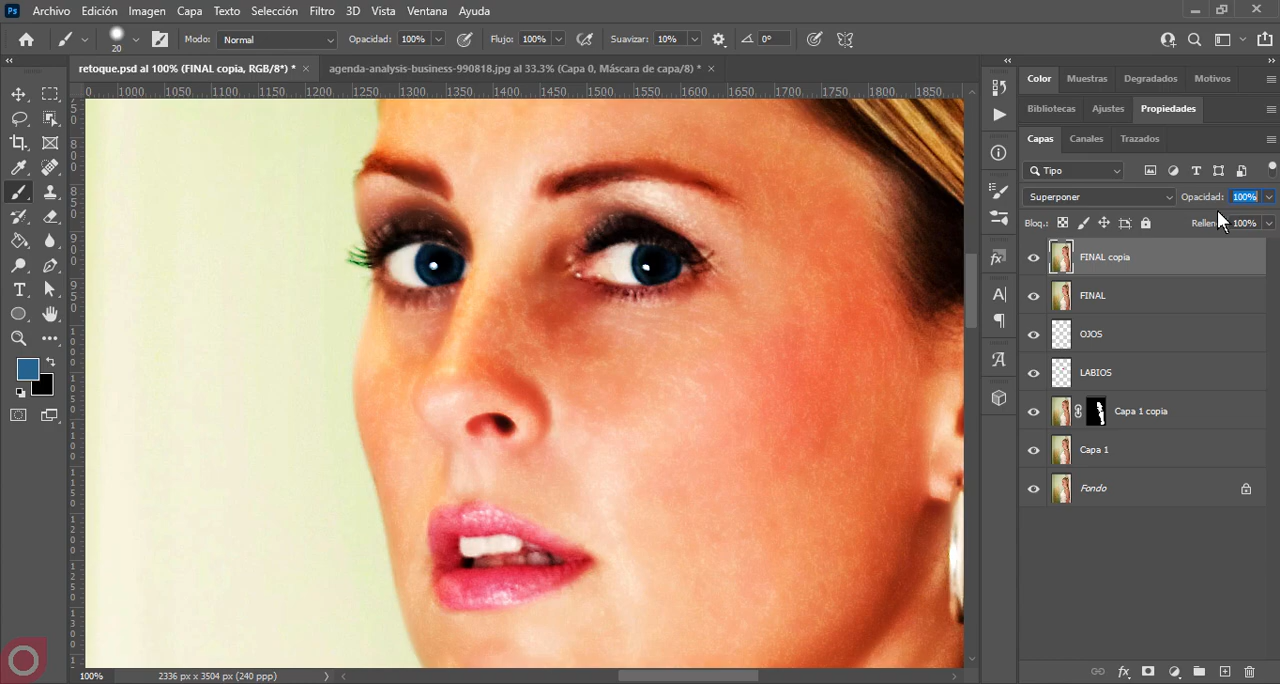 Ps Archivo Edición Imagen Capa Texto Selección Filtro 3D Vista Ventana Ayuda
20 Modo: Normal Opacidad: 100% Flujo: 100% Suavizar: 10% 0°
retoque.psd al 100% (FINAL copia, RGB/8*) * × agenda-analysis-business-990818.jpg al 33.3% (Capa 0, Máscara de capa/8) * ×
1000 1050 1100 1150 1200 1250 1300 1350 1400 1450 1500 1550 1600 1650 1700 1750 1800 1850
Color Muestras Degradados Motivos
Bibliotecas Ajustes Propiedades
Capas Canales Trazados
Tipo
Superponer Opacidad: 100%
Bloq.: 100%
FINAL copia
FINAL
OJOS
LABIOS
Capa 1 copia
Capa 1
Fondo
100% 2336 px x 3504 px (240 ppp)